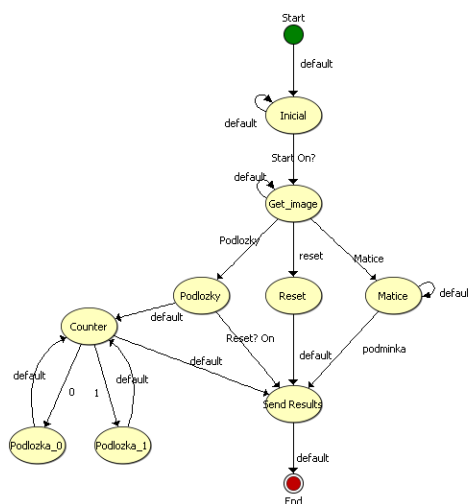 Start
default
Inicial
default
Start On?
default
Get_image
Podlozky
reset
Matice
Podlozky
Reset
Matice
default
default
Counter
Reset? On
default
default
podminka
default
0
1
default
Send Results
Podlozka_0
Podlozka_1
default
End